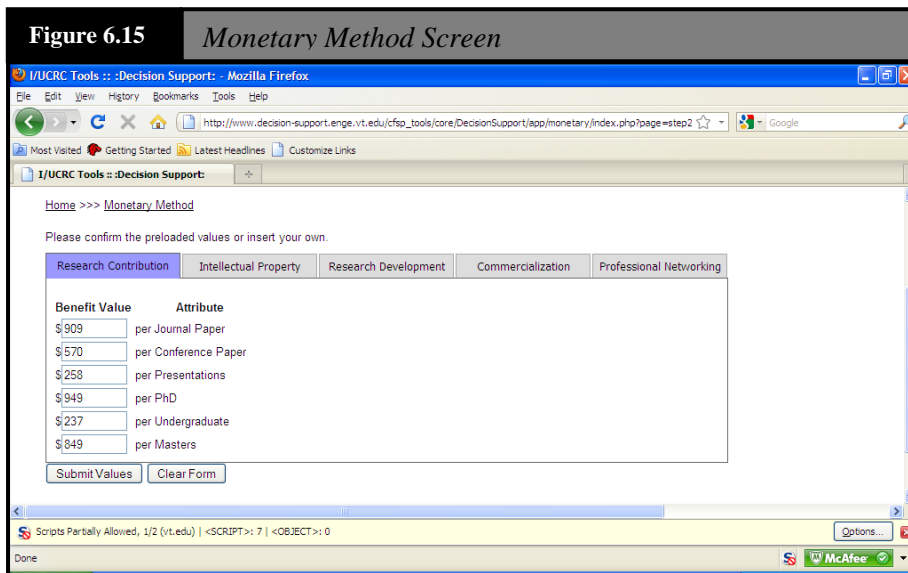 Figure 6.15 Monetary Method Screen
I/UCRC Tools :: :Decision Support: - Mozilla Firefox
File Edit View History Bookmarks Tools Help
http://www.decision-support.enge.vt.edu/cfsp_tools/core/DecisionSupport/app/monetary/index.php?page=step2 Google
Most Visited Getting Started Latest Headlines Customize Links
I/UCRC Tools :: :Decision Support:
Home >>> Monetary Method
Please confirm the preloaded values or insert your own.
Research Contribution Intellectual Property Research Development Commercialization Professional Networking
Benefit Value Attribute
$909 per Journal Paper
$570 per Conference Paper
$258 per Presentations
$949 per PhD
$237 per Undergraduate
$849 per Masters
Submit Values Clear Form
Scripts Partially Allowed, 1/2 (vt.edu) | <SCRIPT>: 7 | <OBJECT>: 0 Options...
Done McAfee